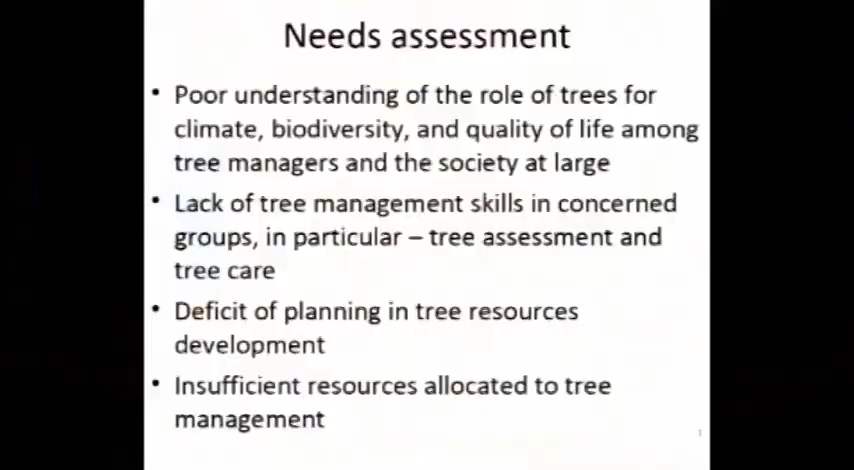 Needs assessment
• Poor understanding of the role of trees for
climate, biodiversity, and quality of life among
tree managers and the society at large
• Lack of tree management skills in concerned
groups, in particular – tree assessment and
tree care
• Deficit of planning in tree resources
development
• Insufficient resources allocated to tree
management
1